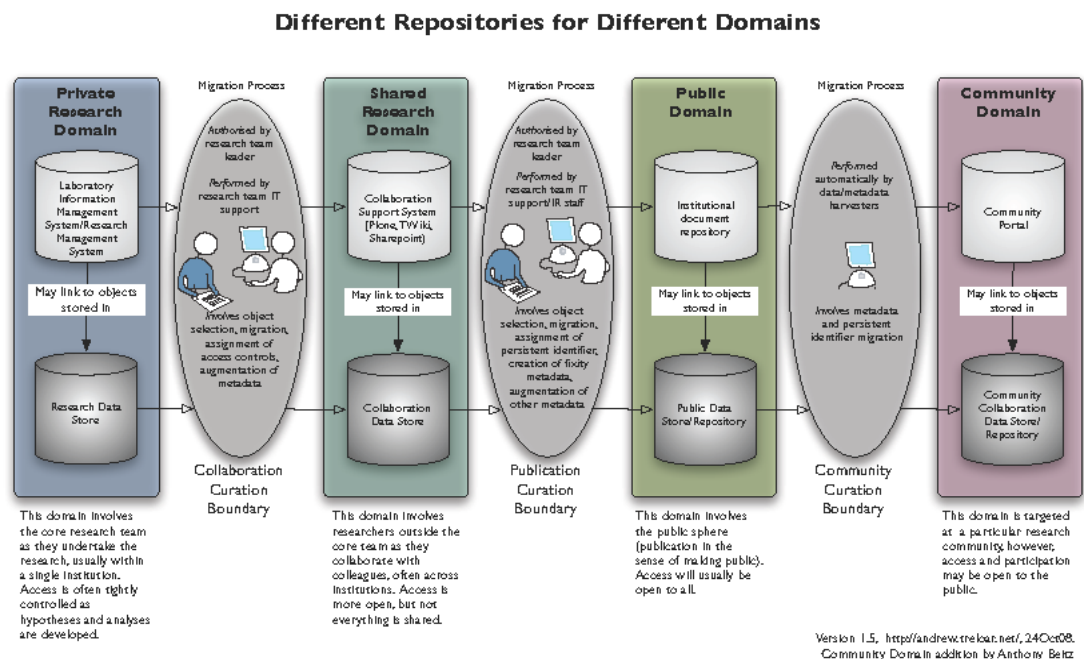 Different Repositories for Different Domains
Private
Research
Domain
Laboratory
Information
Management
System/Research
Management
System
May link to objects
stored in
Research Data
Store
This domain involves
the core research team
as they undertake the
research, usually within
a single institution.
Access is often tightly
controlled as
hypotheses and analyses
are developed.
Migration Process
Authorised by
research team
leader
Performed by
research team IT
support
Involves object
selection, migration,
assignment of
access controls,
augmentation of
metadata
Collaboration
Curation
Boundary
Shared
Research
Domain
Collaboration
Support System
(Plone, TWiki,
Sharepoint)
May link to objects
stored in
Collaboration
Data Store
This domain involves
researchers outside the
core team as they
collaborate with
colleagues, often across
institutions. Access is
more open, but not
everything is shared.
Migration Process
Authorised by
research team
leader
Performed by
research team IT
support/IR staff
Involves object
selection, migration,
assignment of
persistent identifier,
creation of fixity
metadata,
augmentation of
other metadata
Publication
Curation
Boundary
Public
Domain
Institutional
document
repository
May link to objects
stored in
Public Data
Store/Repository
This domain involves
the public sphere
(publication in the
sense of making public).
Access will usually be
open to all.
Migration Process
Performed
automatically by
data/metadata
harvesters
Involves metadata
and persistent
identifier migration
Community
Curation
Boundary
Community
Domain
Community
Portal
May link to objects
stored in
Community
Collaboration
Data Store/
Repository
This domain is targeted
at a particular research
community, however,
access and participation
may be open to the
public.
Version 1.5, http://andrew.treloar.net/, 24Oct08.
Community Domain addition by Anthony Beitz